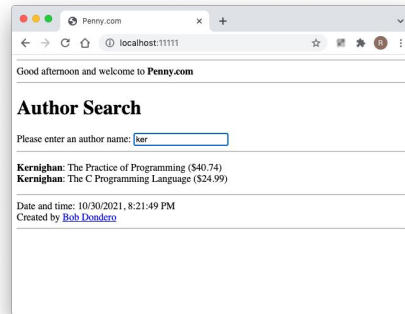 Penny.com
localhost:11111
R
Good afternoon and welcome to Penny.com
Author Search
Please enter an author name: ker
Kernighan: The Practice of Programming ($40.74)
Kernighan: The C Programming Language ($24.99)
Date and time: 10/30/2021, 8:21:49 PM
Created by Bob Dondero